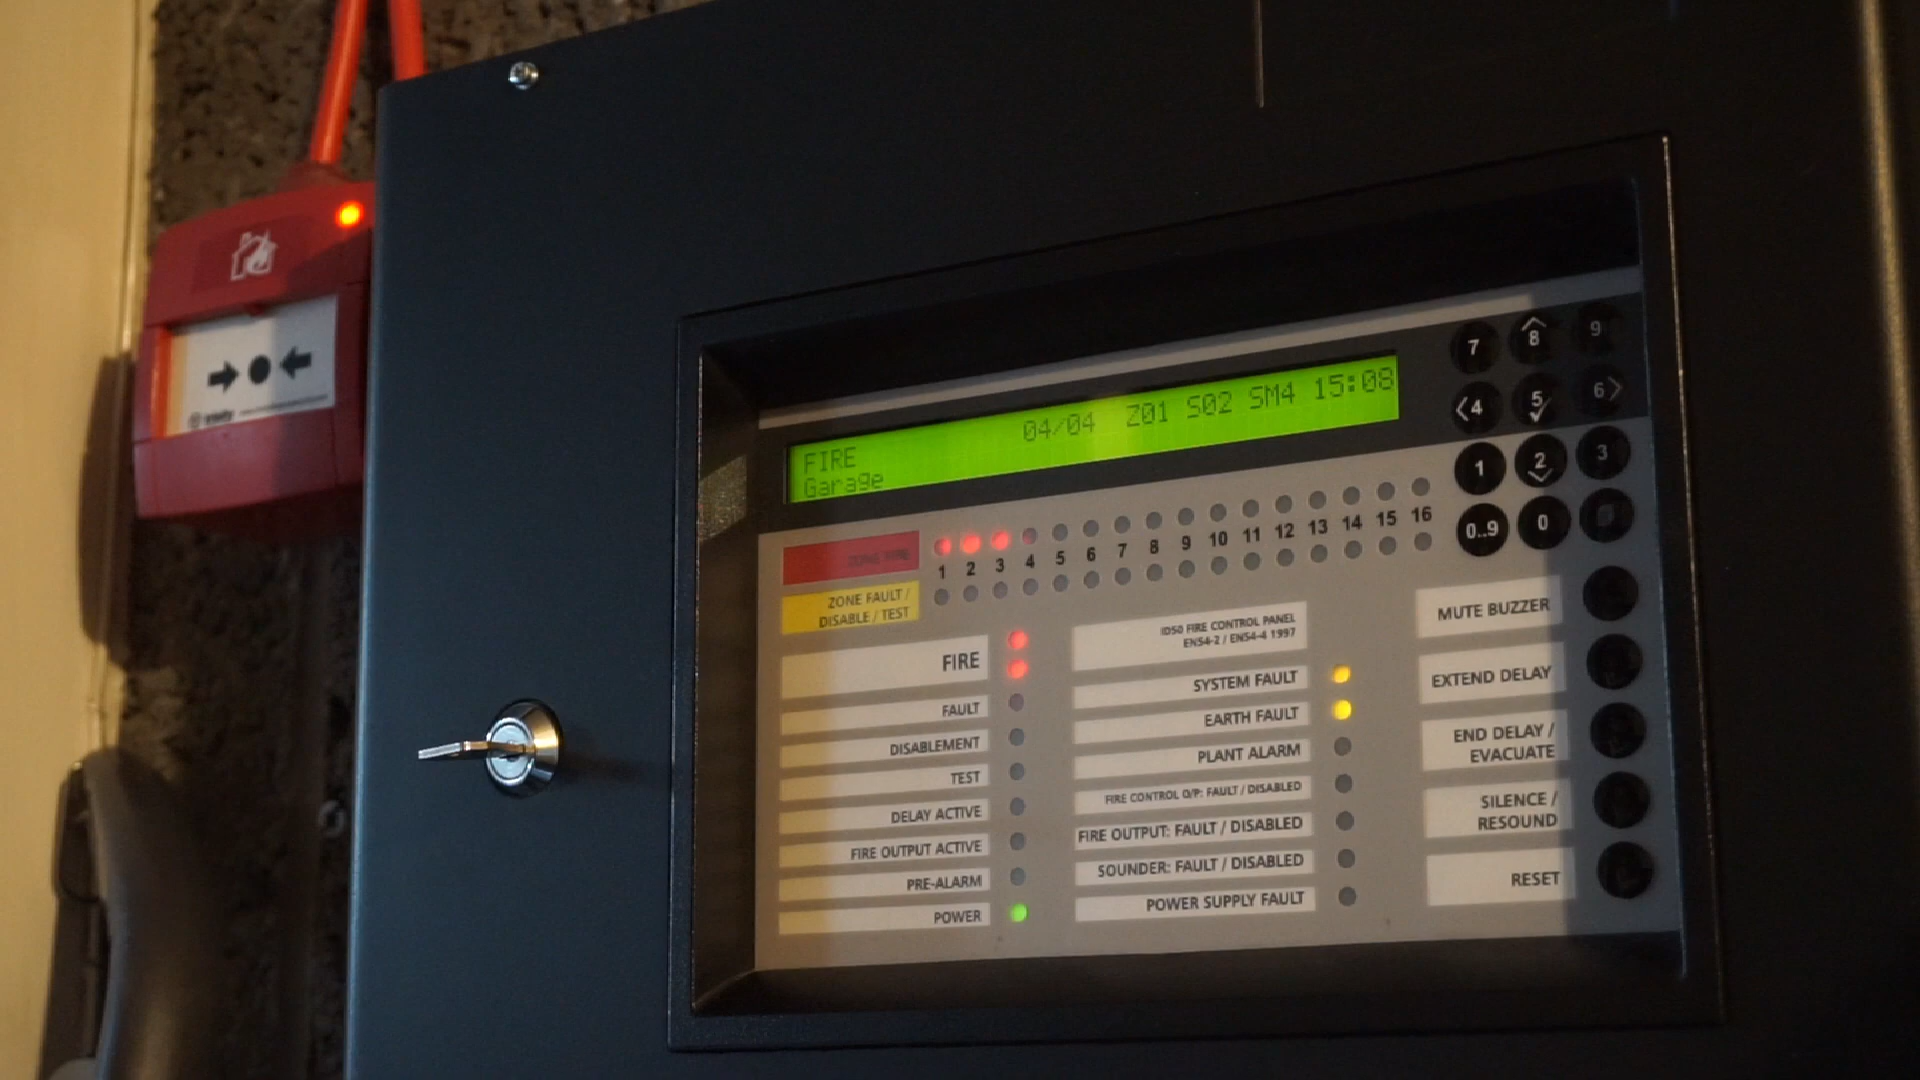 FIRE 04/04 Z01 S02 SM4 15:08
Garage
7 8 9
4 5 6
1 2 3
0..9 0
ZONE FIRE
1 2 3 4 5 6 7 8 9 10 11 12 13 14 15 16
ZONE FAULT /
DISABLE / TEST
FIRE
FAULT
DISABLEMENT
TEST
DELAY ACTIVE
FIRE OUTPUT ACTIVE
PRE-ALARM
POWER
ID50 FIRE CONTROL PANEL
EN54-2 / EN54-4 1997
SYSTEM FAULT
EARTH FAULT
PLANT ALARM
FIRE CONTROL O/P: FAULT / DISABLED
FIRE OUTPUT: FAULT / DISABLED
SOUNDER: FAULT / DISABLED
POWER SUPPLY FAULT
MUTE BUZZER
EXTEND DELAY
END DELAY /
EVACUATE
SILENCE /
RESOUND
RESET